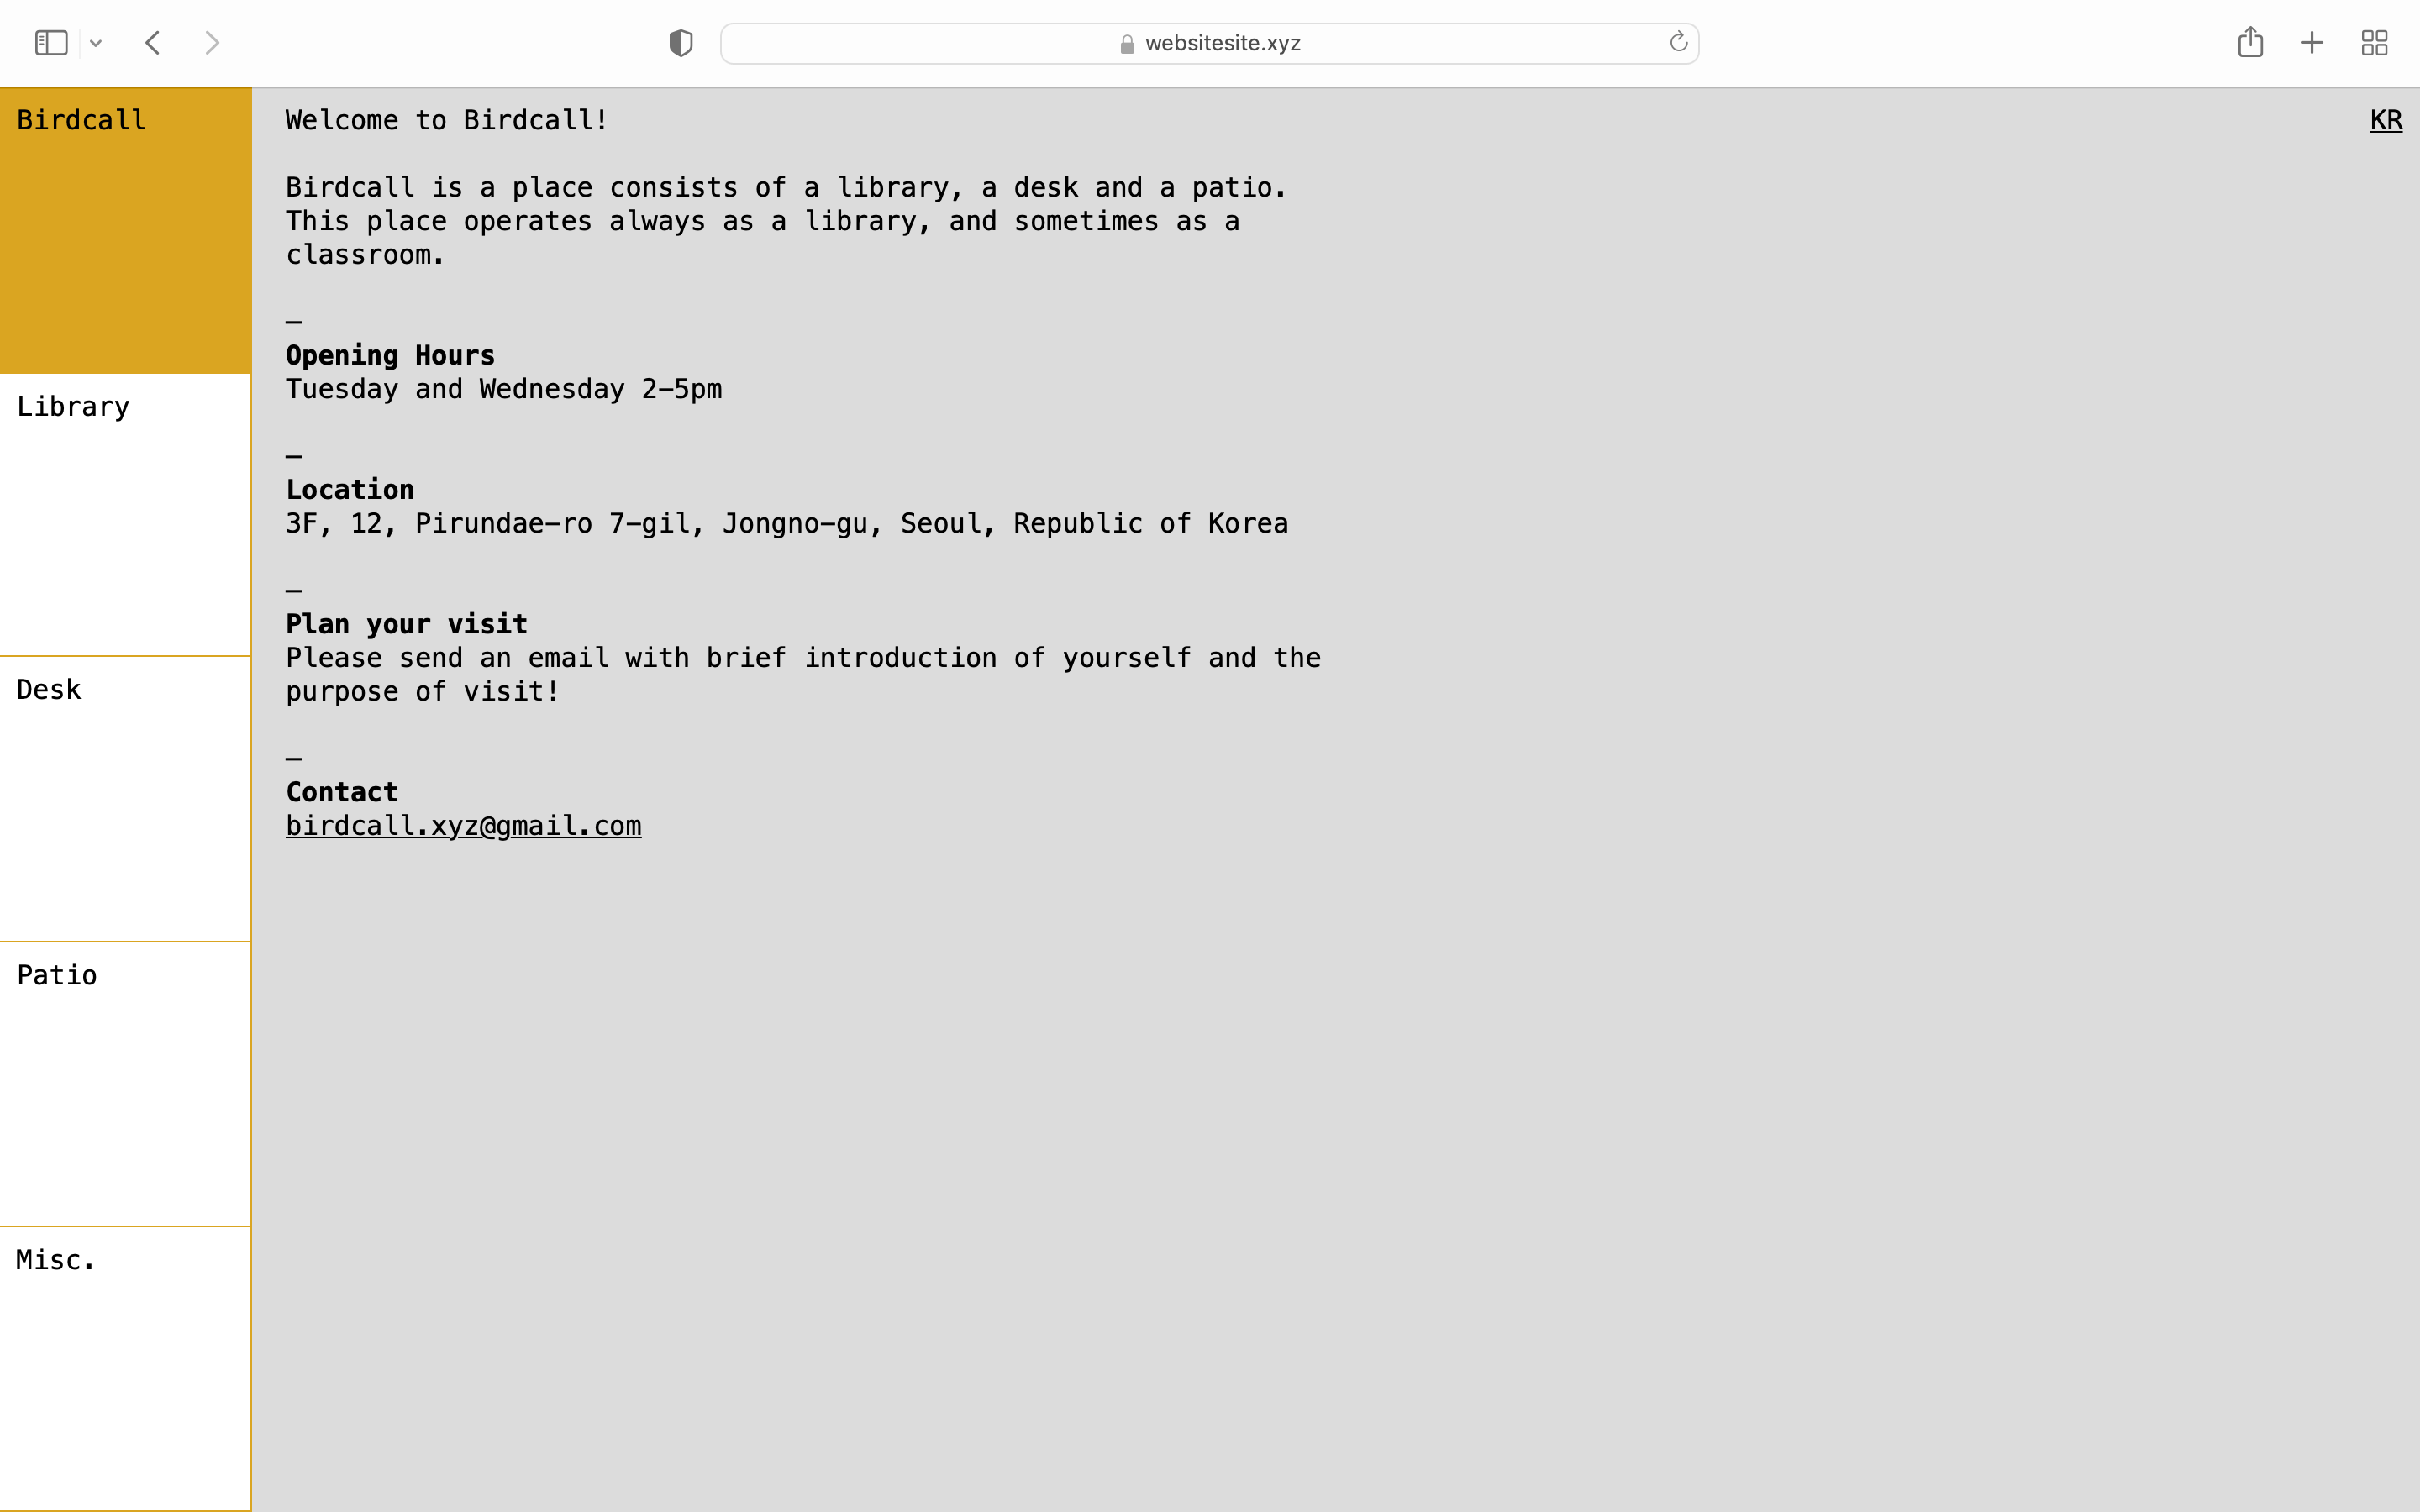 websitesite.xyz
Birdcall
Library
Desk
Patio
Misc.
KR
Welcome to Birdcall!
Birdcall is a place consists of a library, a desk and a patio.
This place operates always as a library, and sometimes as a
classroom.
—
Opening Hours
Tuesday and Wednesday 2–5pm
—
Location
3F, 12, Pirundae-ro 7-gil, Jongno-gu, Seoul, Republic of Korea
—
Plan your visit
Please send an email with brief introduction of yourself and the
purpose of visit!
—
Contact
birdcall.xyz@gmail.com